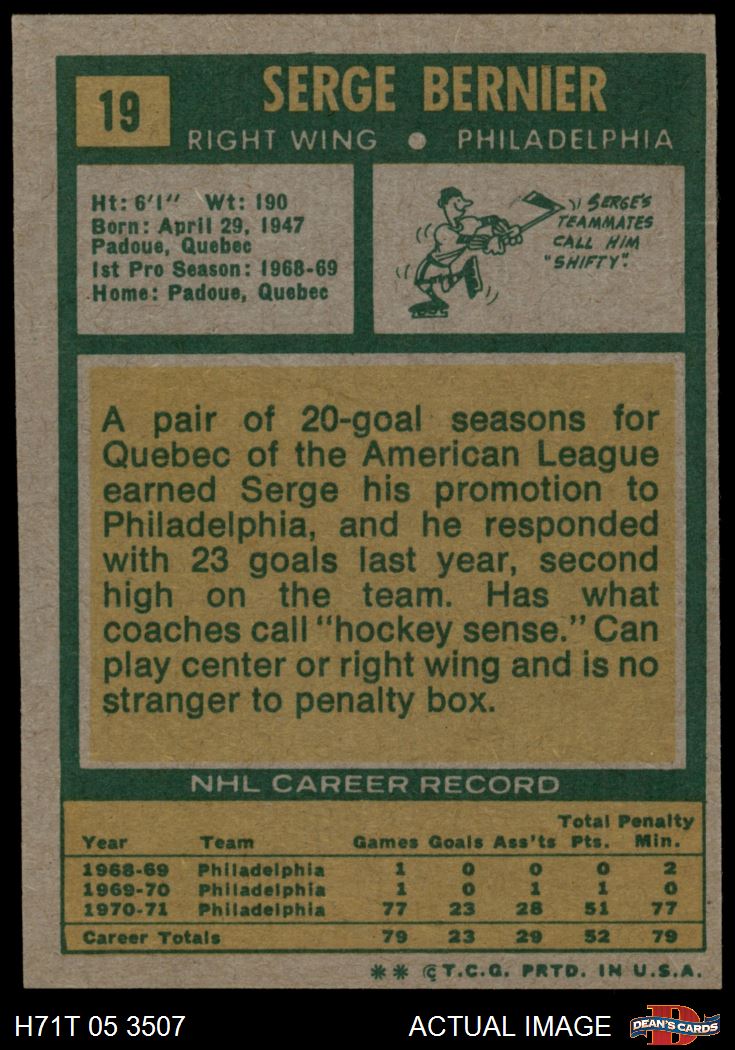 19
SERGE BERNIER
RIGHT WING ● PHILADELPHIA
Ht: 6'1" Wt: 190
Born: April 29, 1947
Padoue, Quebec
1st Pro Season: 1968-69
Home: Padoue, Quebec
SERGE'S
TEAMMATES
CALL HIM
"SHIFTY".
A pair of 20-goal seasons for
Quebec of the American League
earned Serge his promotion to
Philadelphia, and he responded
with 23 goals last year, second
high on the team. Has what
coaches call "hockey sense." Can
play center or right wing and is no
stranger to penalty box.
NHL CAREER RECORD
Total Penalty
Year Team Games Goals Ass'ts Pts. Min.
1968-69 Philadelphia 1 0 0 0 2
1969-70 Philadelphia 1 0 1 1 0
1970-71 Philadelphia 77 23 28 51 77
Career Totals 79 23 29 52 79
** © T.C.G. PRTD. IN U.S.A.
H71T 05 3507
ACTUAL IMAGE
D
DEAN'S CARDS